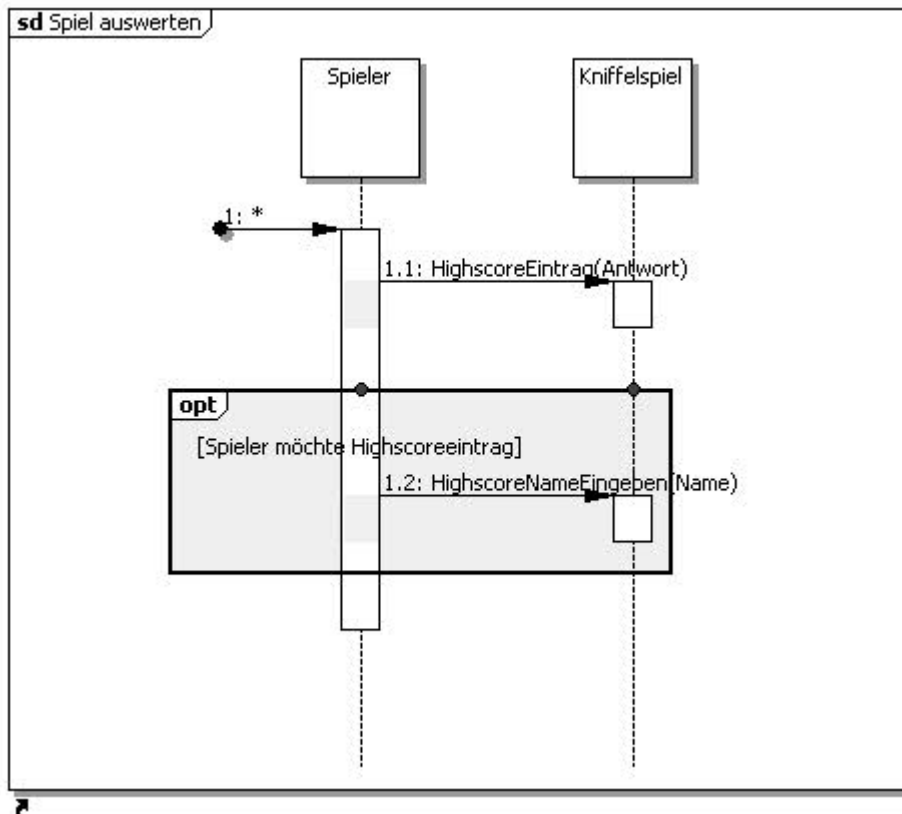 sd Spiel auswerten
Spieler
Kniffelspiel
1: *
1.1: HighscoreEintrag(Antwort)
opt
[Spieler möchte Highscoreeintrag]
1.2: HighscoreNameEingeben(Name)